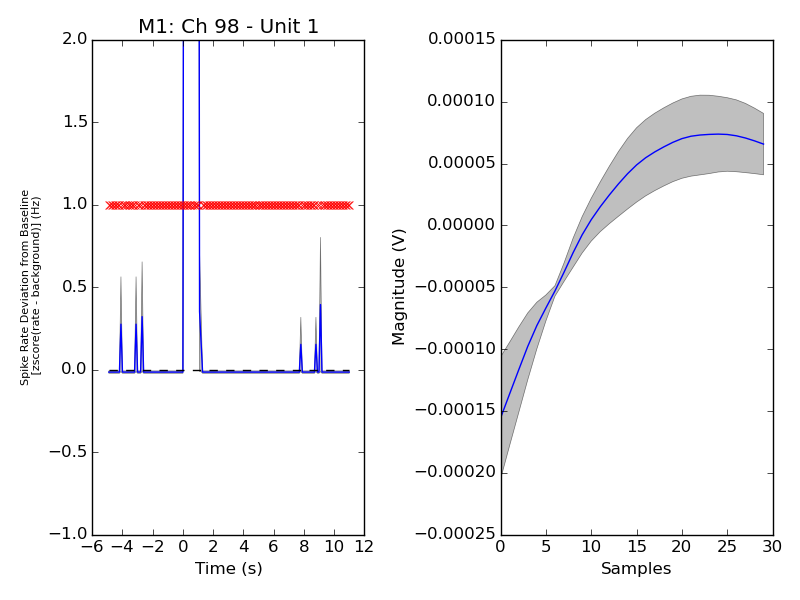 M1: Ch 98 - Unit 1
Spike Rate Deviation from Baseline
[zscore(rate - background)] (Hz)
2.0
1.5
1.0
0.5
0.0
−0.5
−1.0
−6 −4 −2 0 2 4 6 8 10 12
Time (s)
Magnitude (V)
0.00015
0.00010
0.00005
0.00000
−0.00005
−0.00010
−0.00015
−0.00020
−0.00025
0 5 10 15 20 25 30
Samples